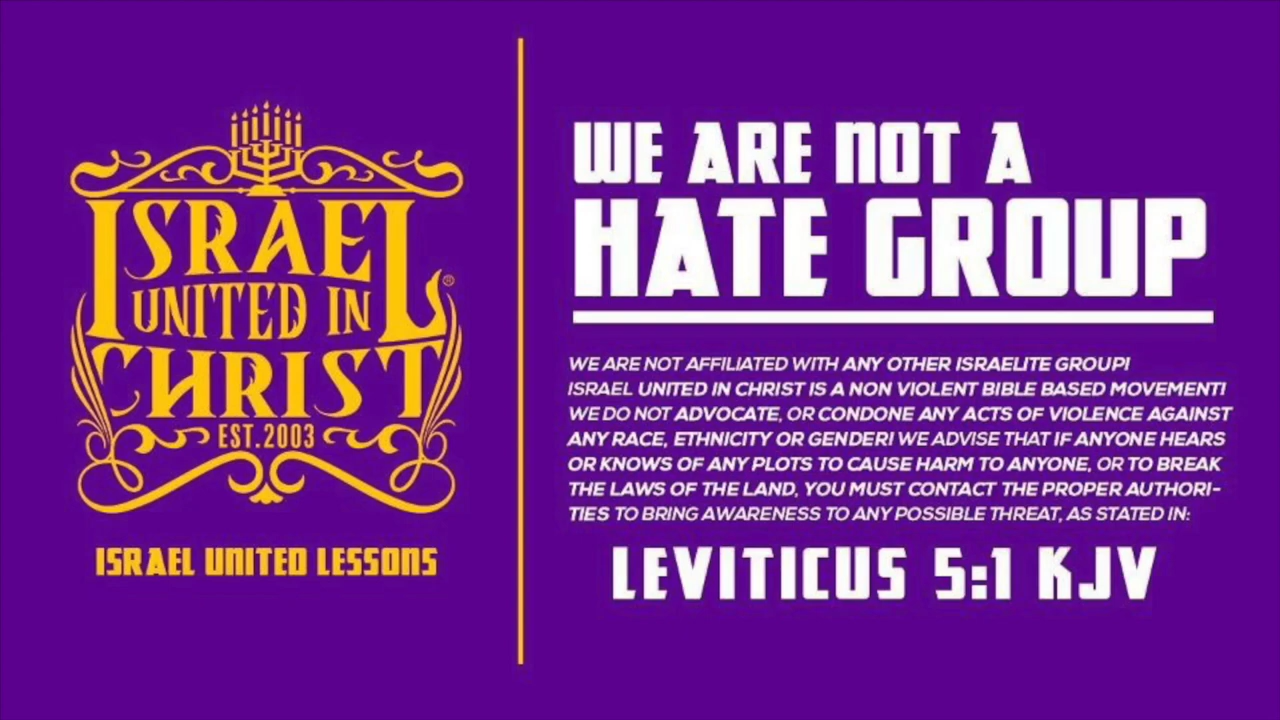 ISRAEL
UNITED IN
CHRIST
EST.2003
ISRAEL UNITED LESSONS
WE ARE NOT A
HATE GROUP
WE ARE NOT AFFILIATED WITH ANY OTHER ISRAELITE GROUP!
ISRAEL UNITED IN CHRIST IS A NON VIOLENT BIBLE BASED MOVEMENT!
WE DO NOT ADVOCATE, OR CONDONE ANY ACTS OF VIOLENCE AGAINST
ANY RACE, ETHNICITY OR GENDER! WE ADVISE THAT IF ANYONE HEARS
OR KNOWS OF ANY PLOTS TO CAUSE HARM TO ANYONE, OR TO BREAK
THE LAWS OF THE LAND, YOU MUST CONTACT THE PROPER AUTHORI-
TIES TO BRING AWARENESS TO ANY POSSIBLE THREAT, AS STATED IN:
LEVITICUS 5:1 KJV